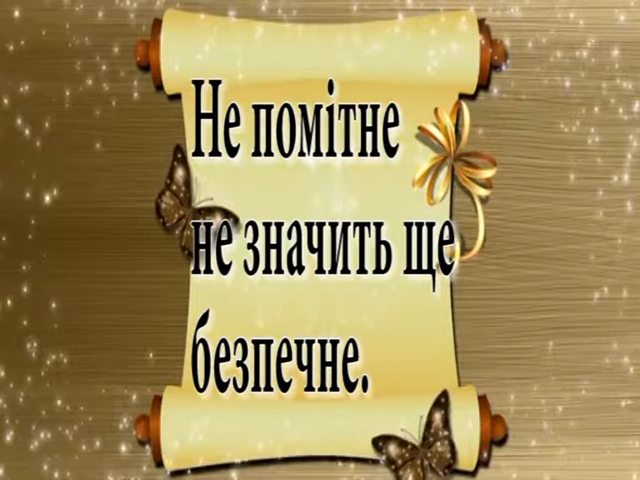 Не помітне
не значить ще
безпечне.